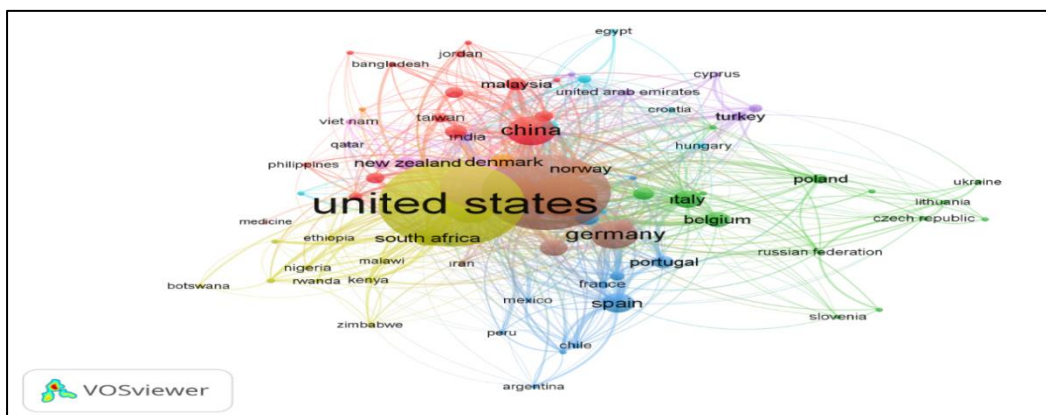 egypt
jordan
bangladesh
cyprus
malaysia
united arab emirates
croatia
viet nam
taiwan
china
turkey
india
qatar
hungary
philippines
new zealand
denmark
norway
poland
ukraine
united states
italy
lithuania
medicine
belgium
czech republic
ethiopia
south africa
germany
russian federation
nigeria
malawi
iran
portugal
botswana
rwanda
kenya
france
mexico
spain
zimbabwe
peru
slovenia
chile
argentina
VOSviewer